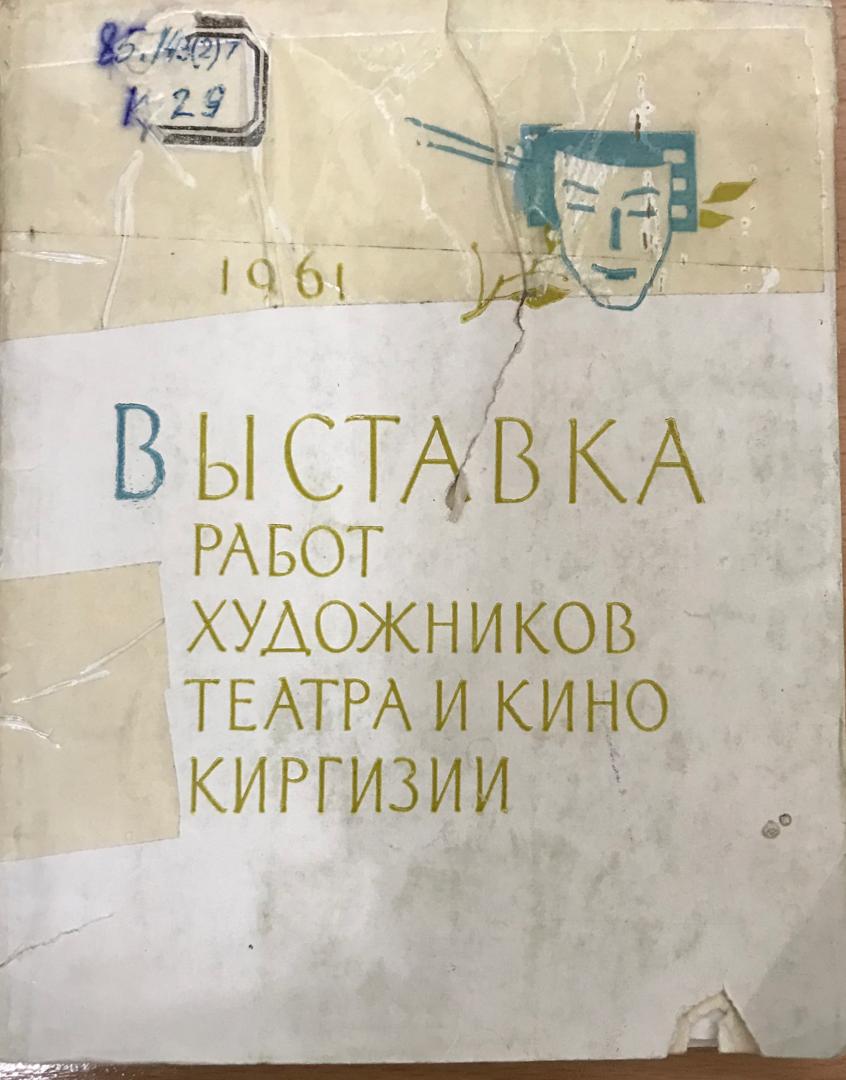 85.143(2)7
К 29
1961
ВЫСТАВКА
РАБОТ
ХУДОЖНИКОВ
ТЕАТРА И КИНО
КИРГИЗИИ